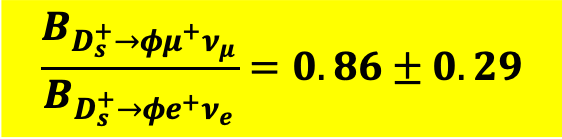 B_{D_s^+→ϕμ^+ν_μ} / B_{D_s^+→ϕe^+ν_e} = 0.86 ± 0.29